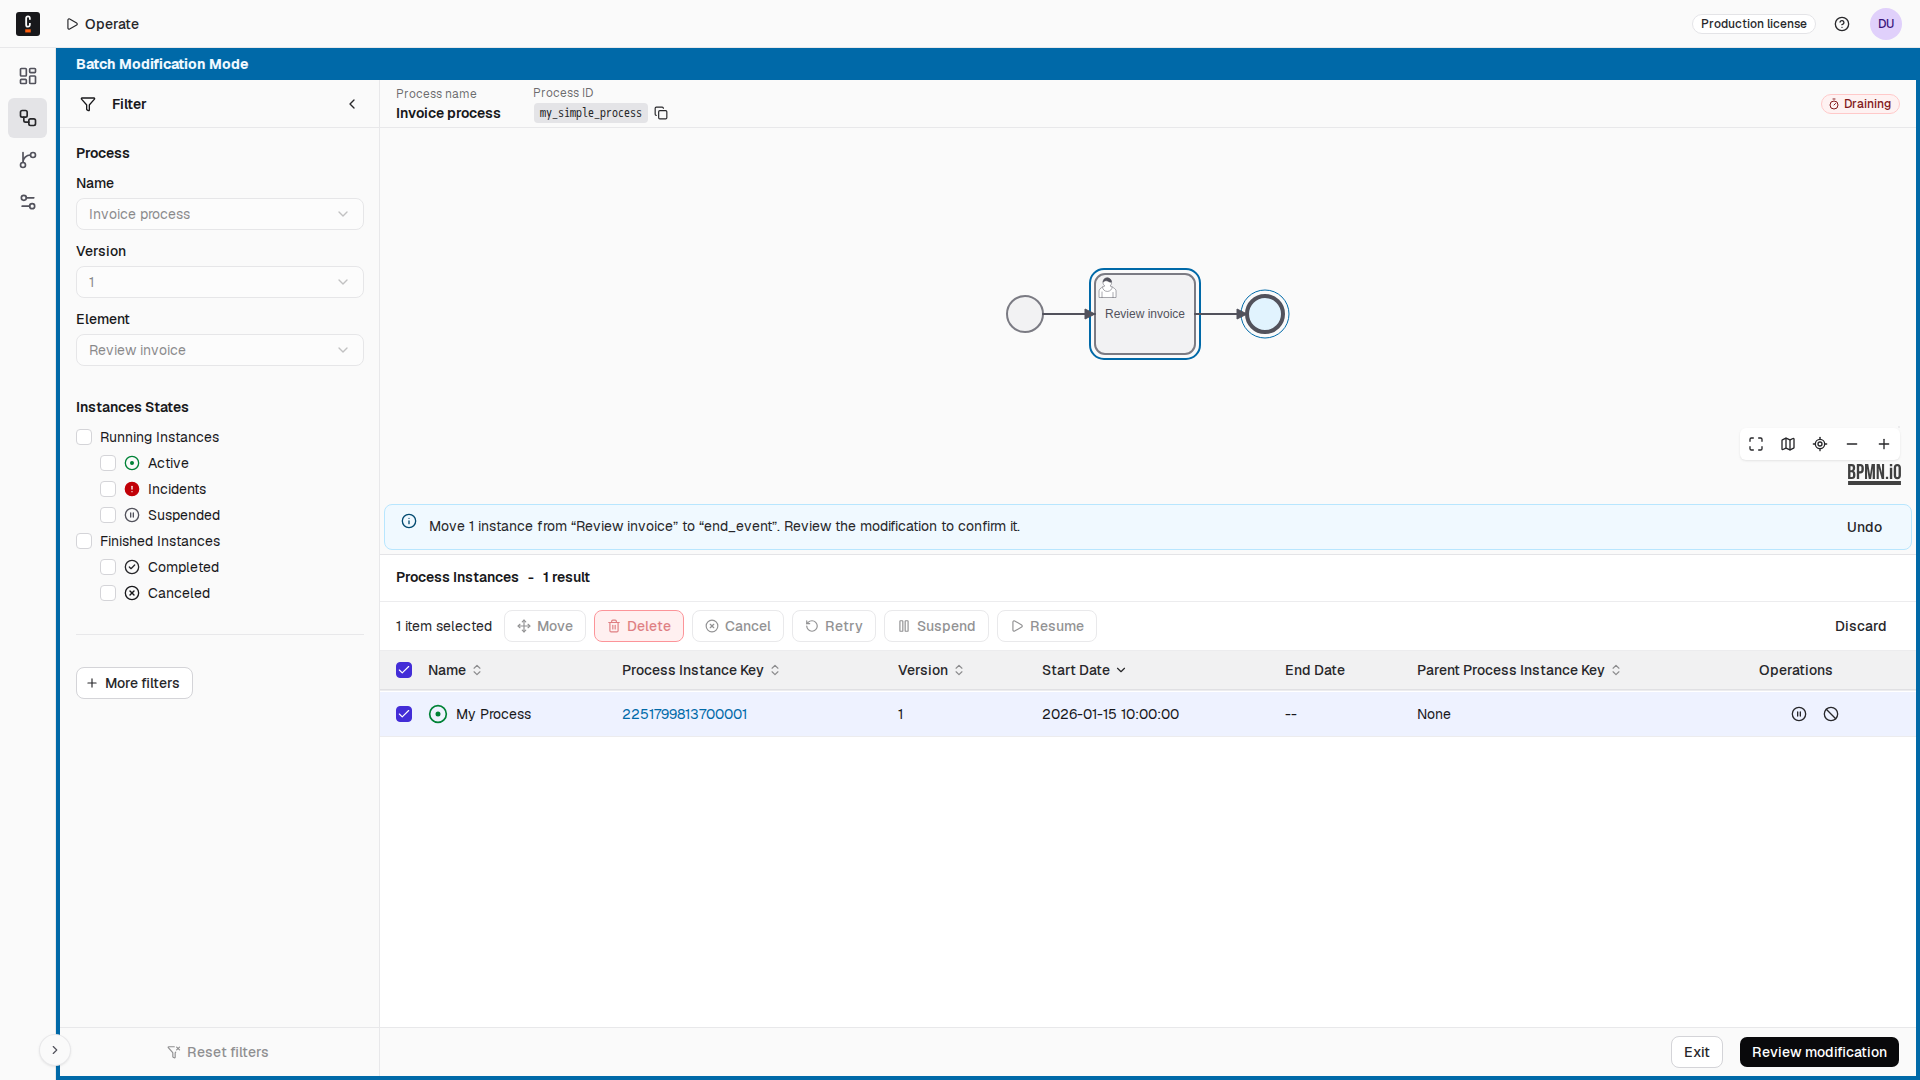 Operate
Production license
DU
Batch Modification Mode
Filter
Process name
Invoice process
Process ID
my_simple_process
Draining
Process
Name
Invoice process
Version
1
Element
Review invoice
Instances States
Running Instances
Active
Incidents
Suspended
Finished Instances
Completed
Canceled
More filters
Reset filters
Review invoice
BPMN.iO
Move 1 instance from “Review invoice” to “end_event”. Review the modification to confirm it.
Undo
Process Instances - 1 result
1 item selected
Move
Delete
Cancel
Retry
Suspend
Resume
Discard
Name
Process Instance Key
Version
Start Date
End Date
Parent Process Instance Key
Operations
My Process
2251799813700001
1
2026-01-15 10:00:00
--
None
Exit
Review modification